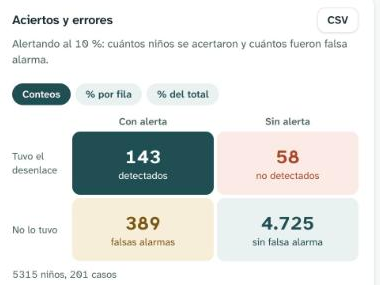 Aciertos y errores
CSV
Alertando al 10 %: cuántos niños se acertaron y cuántos fueron falsa
alarma.
Conteos
% por fila
% del total
Con alerta
Sin alerta
Tuvo el
desenlace
143
detectados
58
no detectados
No lo tuvo
389
falsas alarmas
4.725
sin falsa alarma
5315 niños, 201 casos